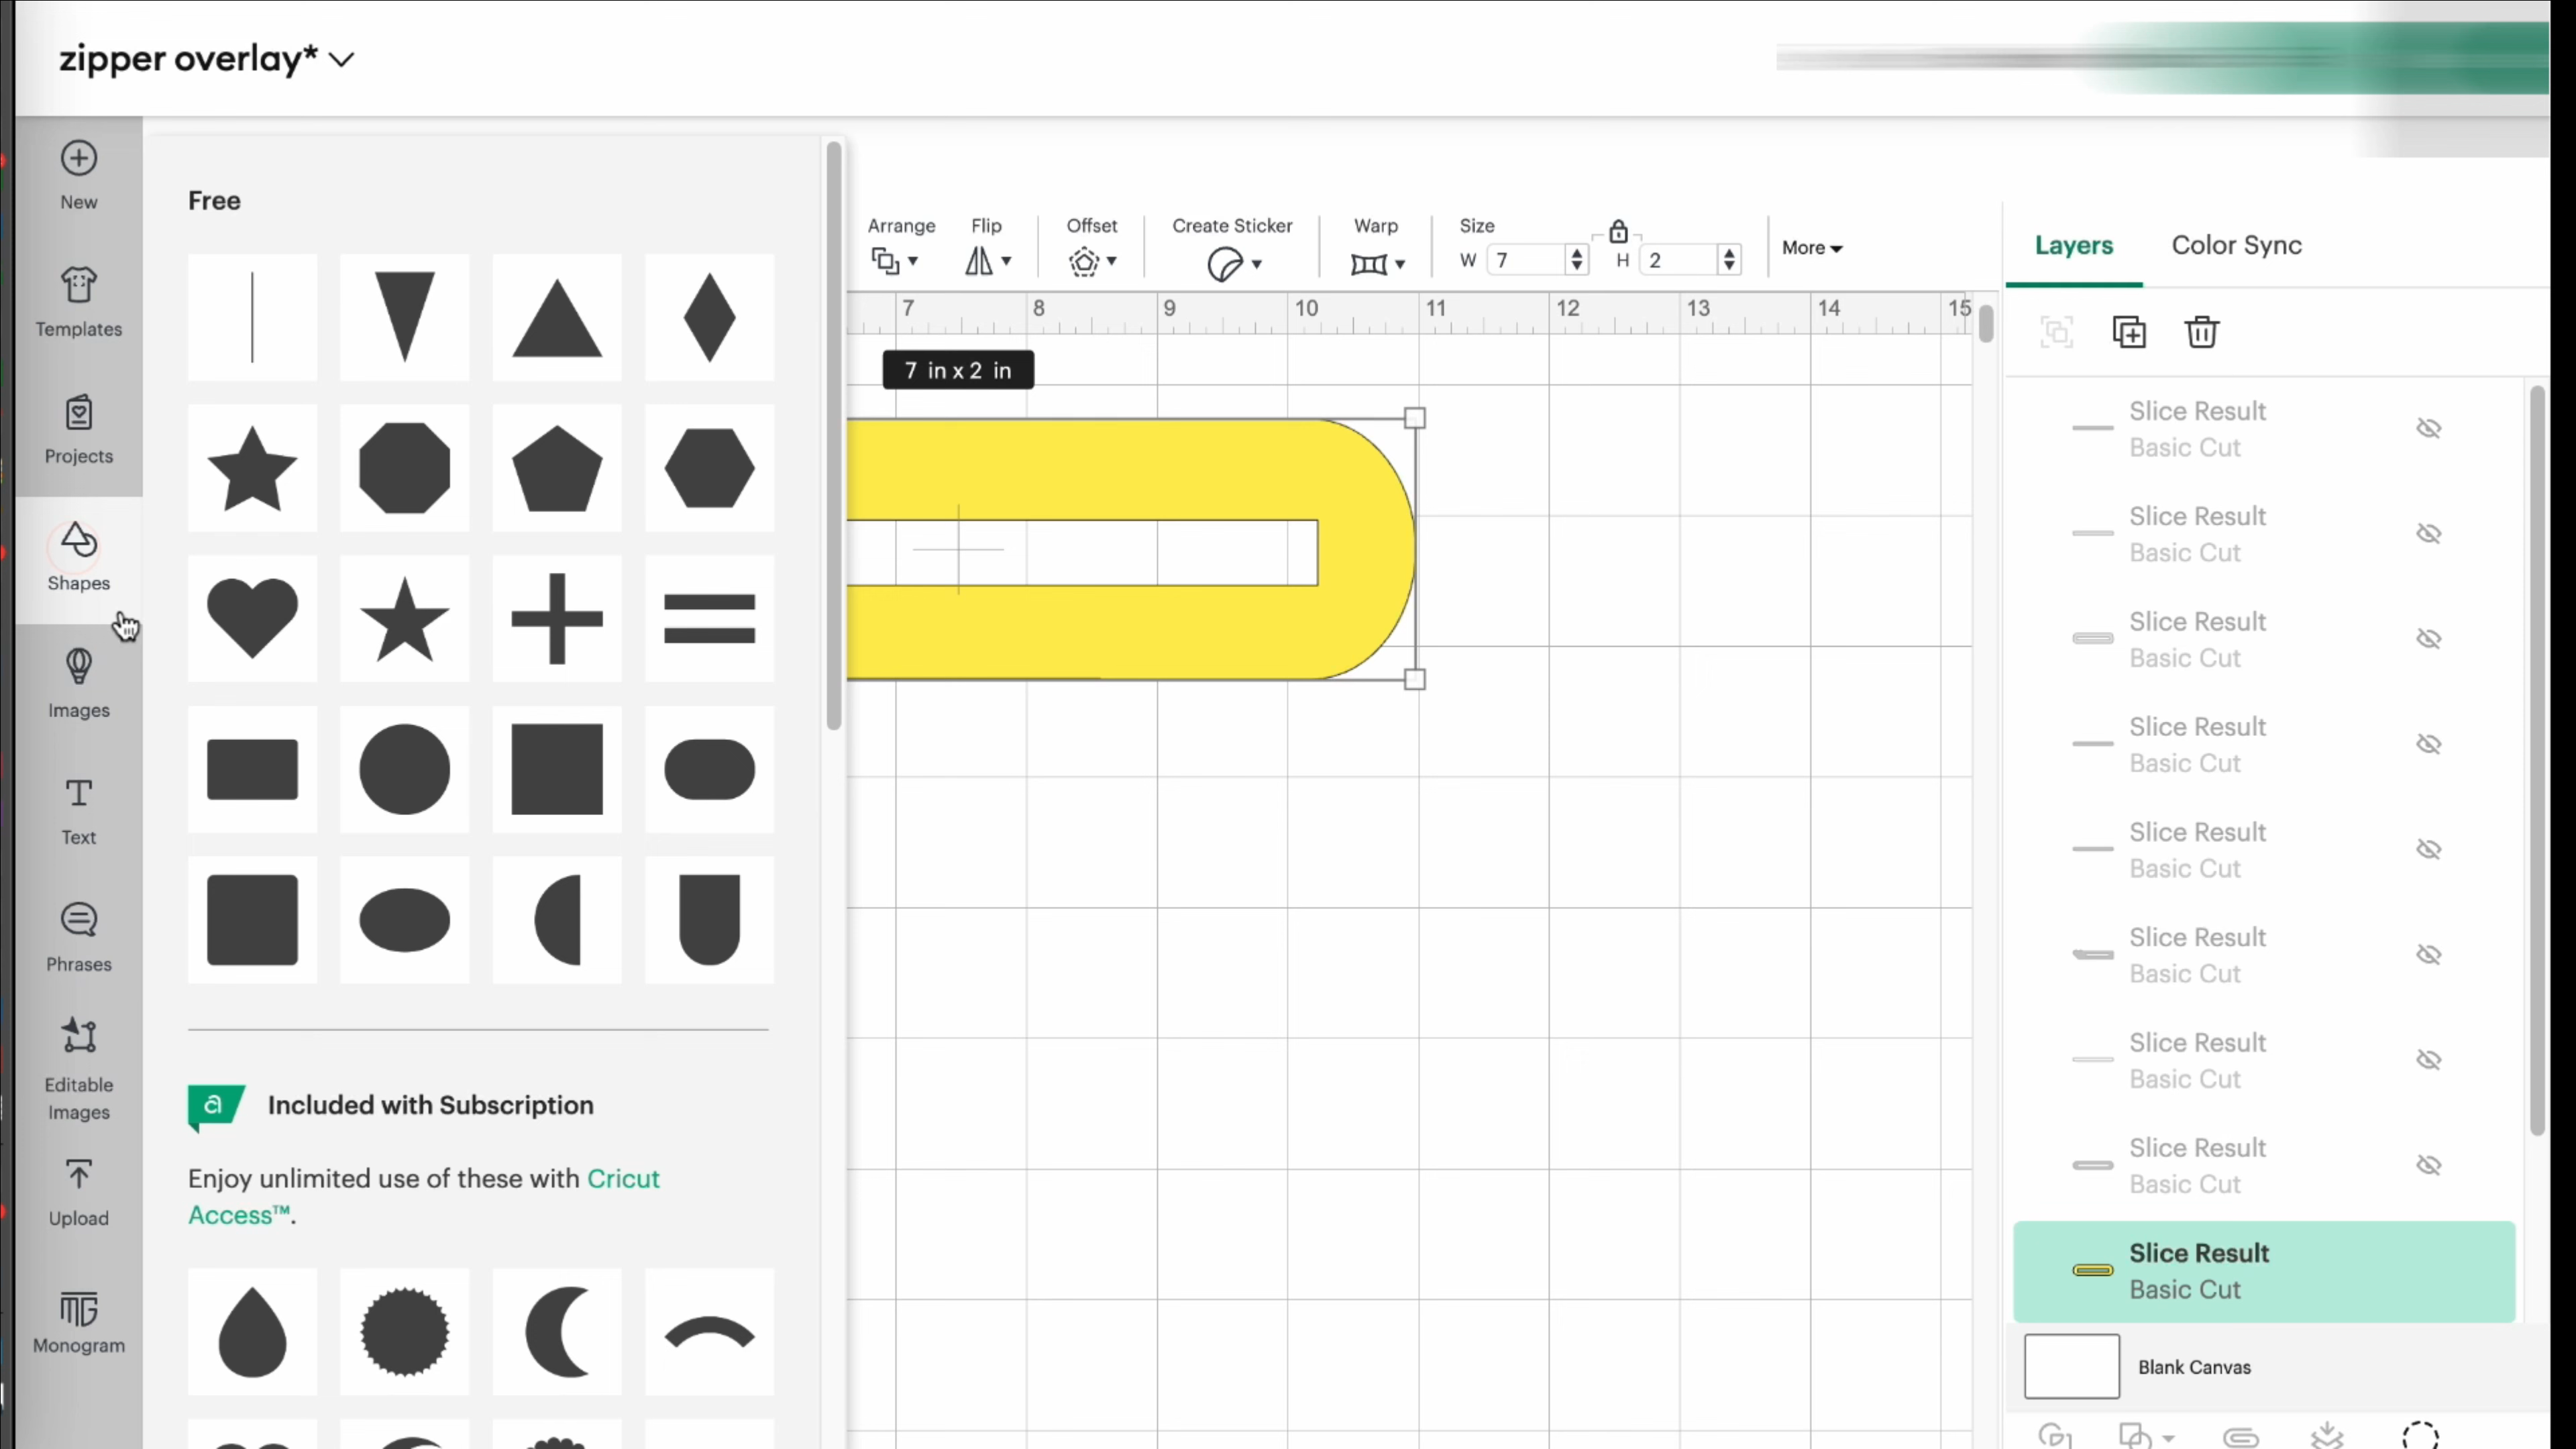 zipper overlay*
New
Templates
Projects
Shapes
Images
Text
Phrases
Editable
Images
Upload
Monogram
Free
Included with Subscription
Enjoy unlimited use of these with Cricut
Access™.
Arrange
Flip
Offset
Create Sticker
Warp
Size
W 7
H 2
More
7 8 9 10 11 12 13 14 15
7 in x 2 in
Layers
Color Sync
Slice Result
Basic Cut
Slice Result
Basic Cut
Slice Result
Basic Cut
Slice Result
Basic Cut
Slice Result
Basic Cut
Slice Result
Basic Cut
Slice Result
Basic Cut
Slice Result
Basic Cut
Slice Result
Basic Cut
Blank Canvas